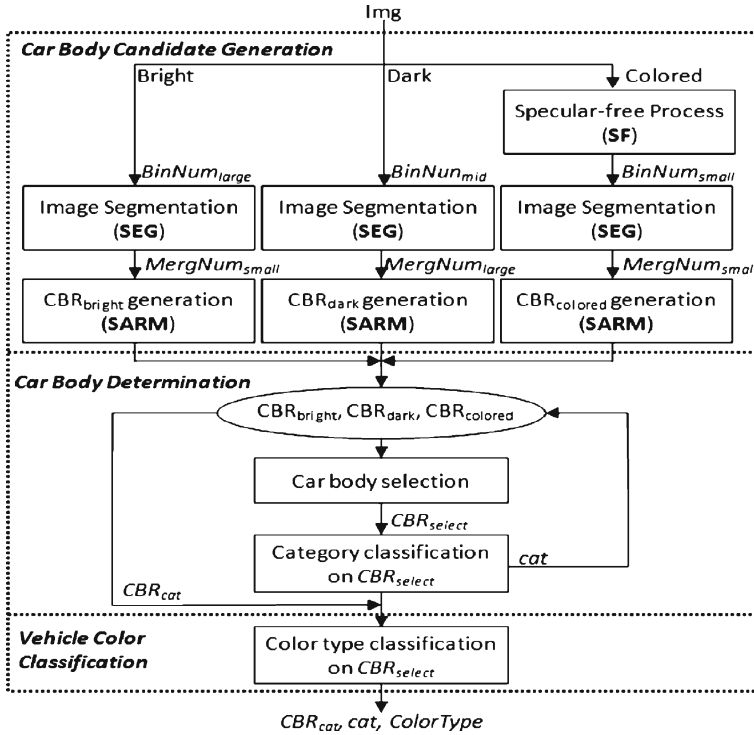 Img
Car Body Candidate Generation
Bright
Dark
Colored
Specular-free Process
(SF)
BinNumlarge
BinNunmid
BinNumsmall
Image Segmentation
(SEG)
Image Segmentation
(SEG)
Image Segmentation
(SEG)
MergNumsmall
MergNumlarge
MergNumsmal
CBRbright generation
(SARM)
CBRdark generation
(SARM)
CBRcolored generation
(SARM)
Car Body Determination
CBRbright, CBRdark, CBRcolored
Car body selection
CBRselect
Category classification
on CBRselect
cat
CBRcat
Vehicle Color
Classification
Color type classification
on CBRselect
CBRcat, cat, ColorType